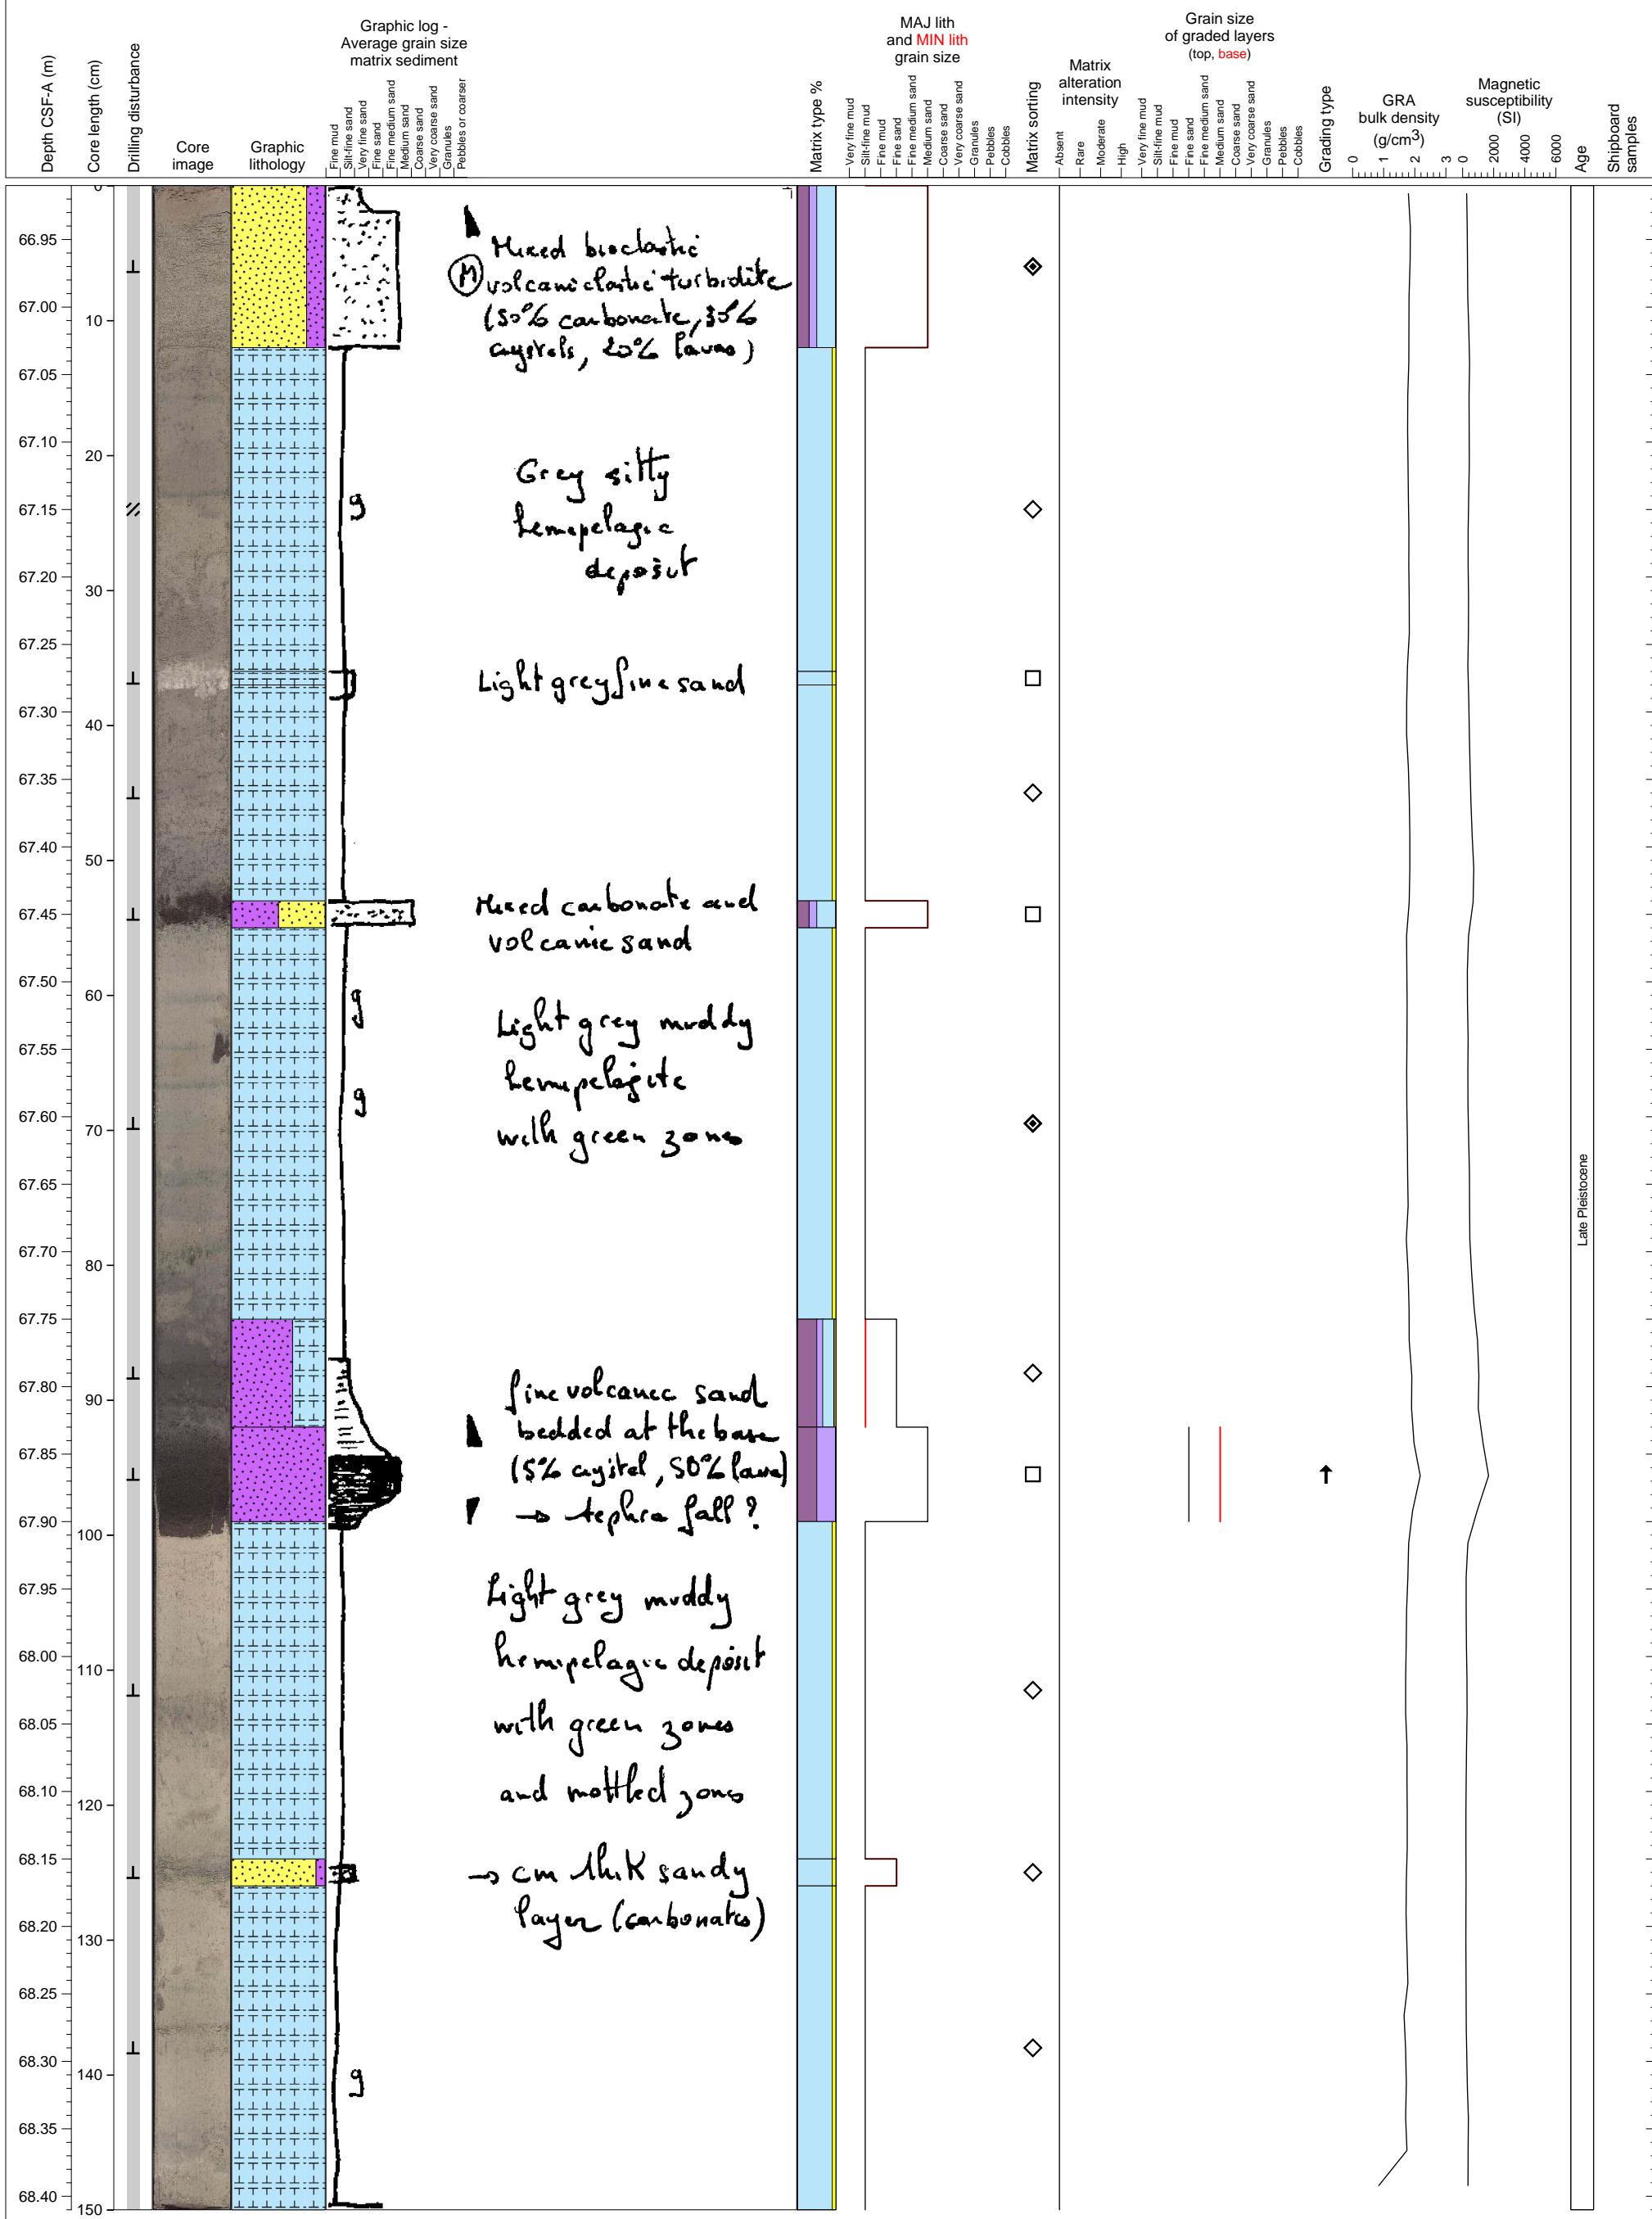 Depth CSF-A (m)
Core length (cm)
Drilling disturbance
Core
image
Graphic
lithology
Graphic log -
Average grain size
matrix sediment
Fine mud
Silt-fine sand
Very fine sand
Fine sand
Fine medium sand
Medium sand
Coarse sand
Very coarse sand
Granules
Pebbles or coarser
Matrix type %
MAJ lith
and MIN lith
grain size
Very fine mud
Silt-fine mud
Fine mud
Fine sand
Fine medium sand
Medium sand
Coarse sand
Very coarse sand
Granules
Pebbles
Cobbles
Matrix sorting
Matrix
alteration
intensity
Absent
Rare
Moderate
High
Grain size
of graded layers
(top, base)
Very fine mud
Silt-fine mud
Fine mud
Fine sand
Fine medium sand
Medium sand
Coarse sand
Very coarse sand
Granules
Pebbles
Cobbles
Grading type
GRA
bulk density
(g/cm3)
0 1 2 3
Magnetic
susceptibility
(SI)
0 2000 4000 6000
Age
Shipboard
samples
66.95
67.00
67.05
67.10
67.15
67.20
67.25
67.30
67.35
67.40
67.45
67.50
67.55
67.60
67.65
67.70
67.75
67.80
67.85
67.90
67.95
68.00
68.05
68.10
68.15
68.20
68.25
68.30
68.35
68.40
0
10
20
30
40
50
60
70
80
90
100
110
120
130
140
150
Mixed bioclastic
M volcaniclastic turbidite
(50% carbonate, 30%
crystals, 20% lavas)
g
Grey silty
hemipelagic
deposit
Light grey fine sand
Mixed carbonate and
volcanic sand
g
g
Light grey muddy
hemipelagite
with green zones
fine volcanic sand
bedded at the base
(5% crystal, 50% lava)
→ tephra fall ?
Light grey muddy
hemipelagic deposit
with green zones
and mottled zones
→ cm thik sandy
layer (carbonates)
g
Late Pleistocene